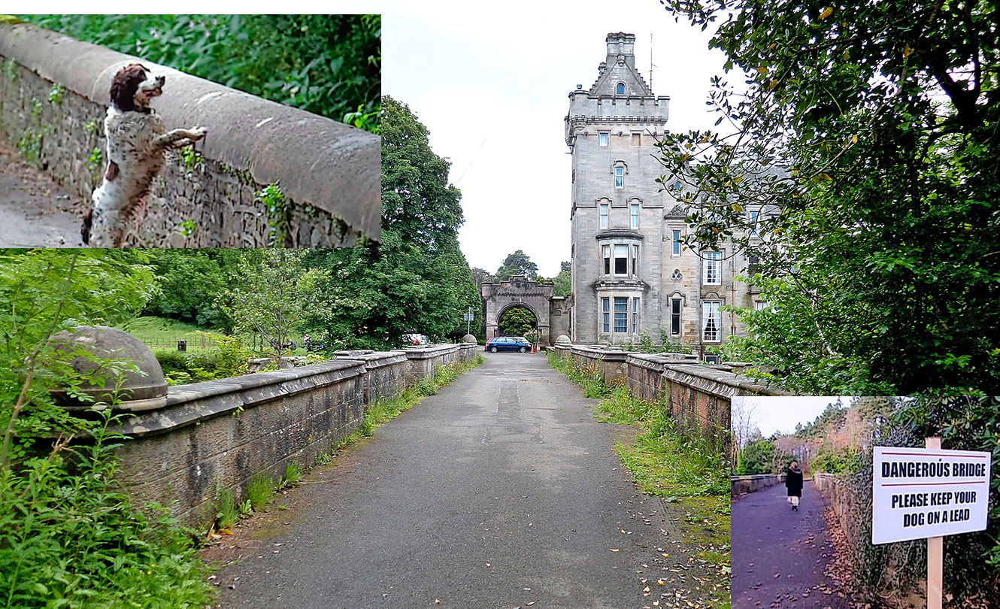 DANGEROUS BRIDGE
PLEASE KEEP YOUR
DOG ON A LEAD